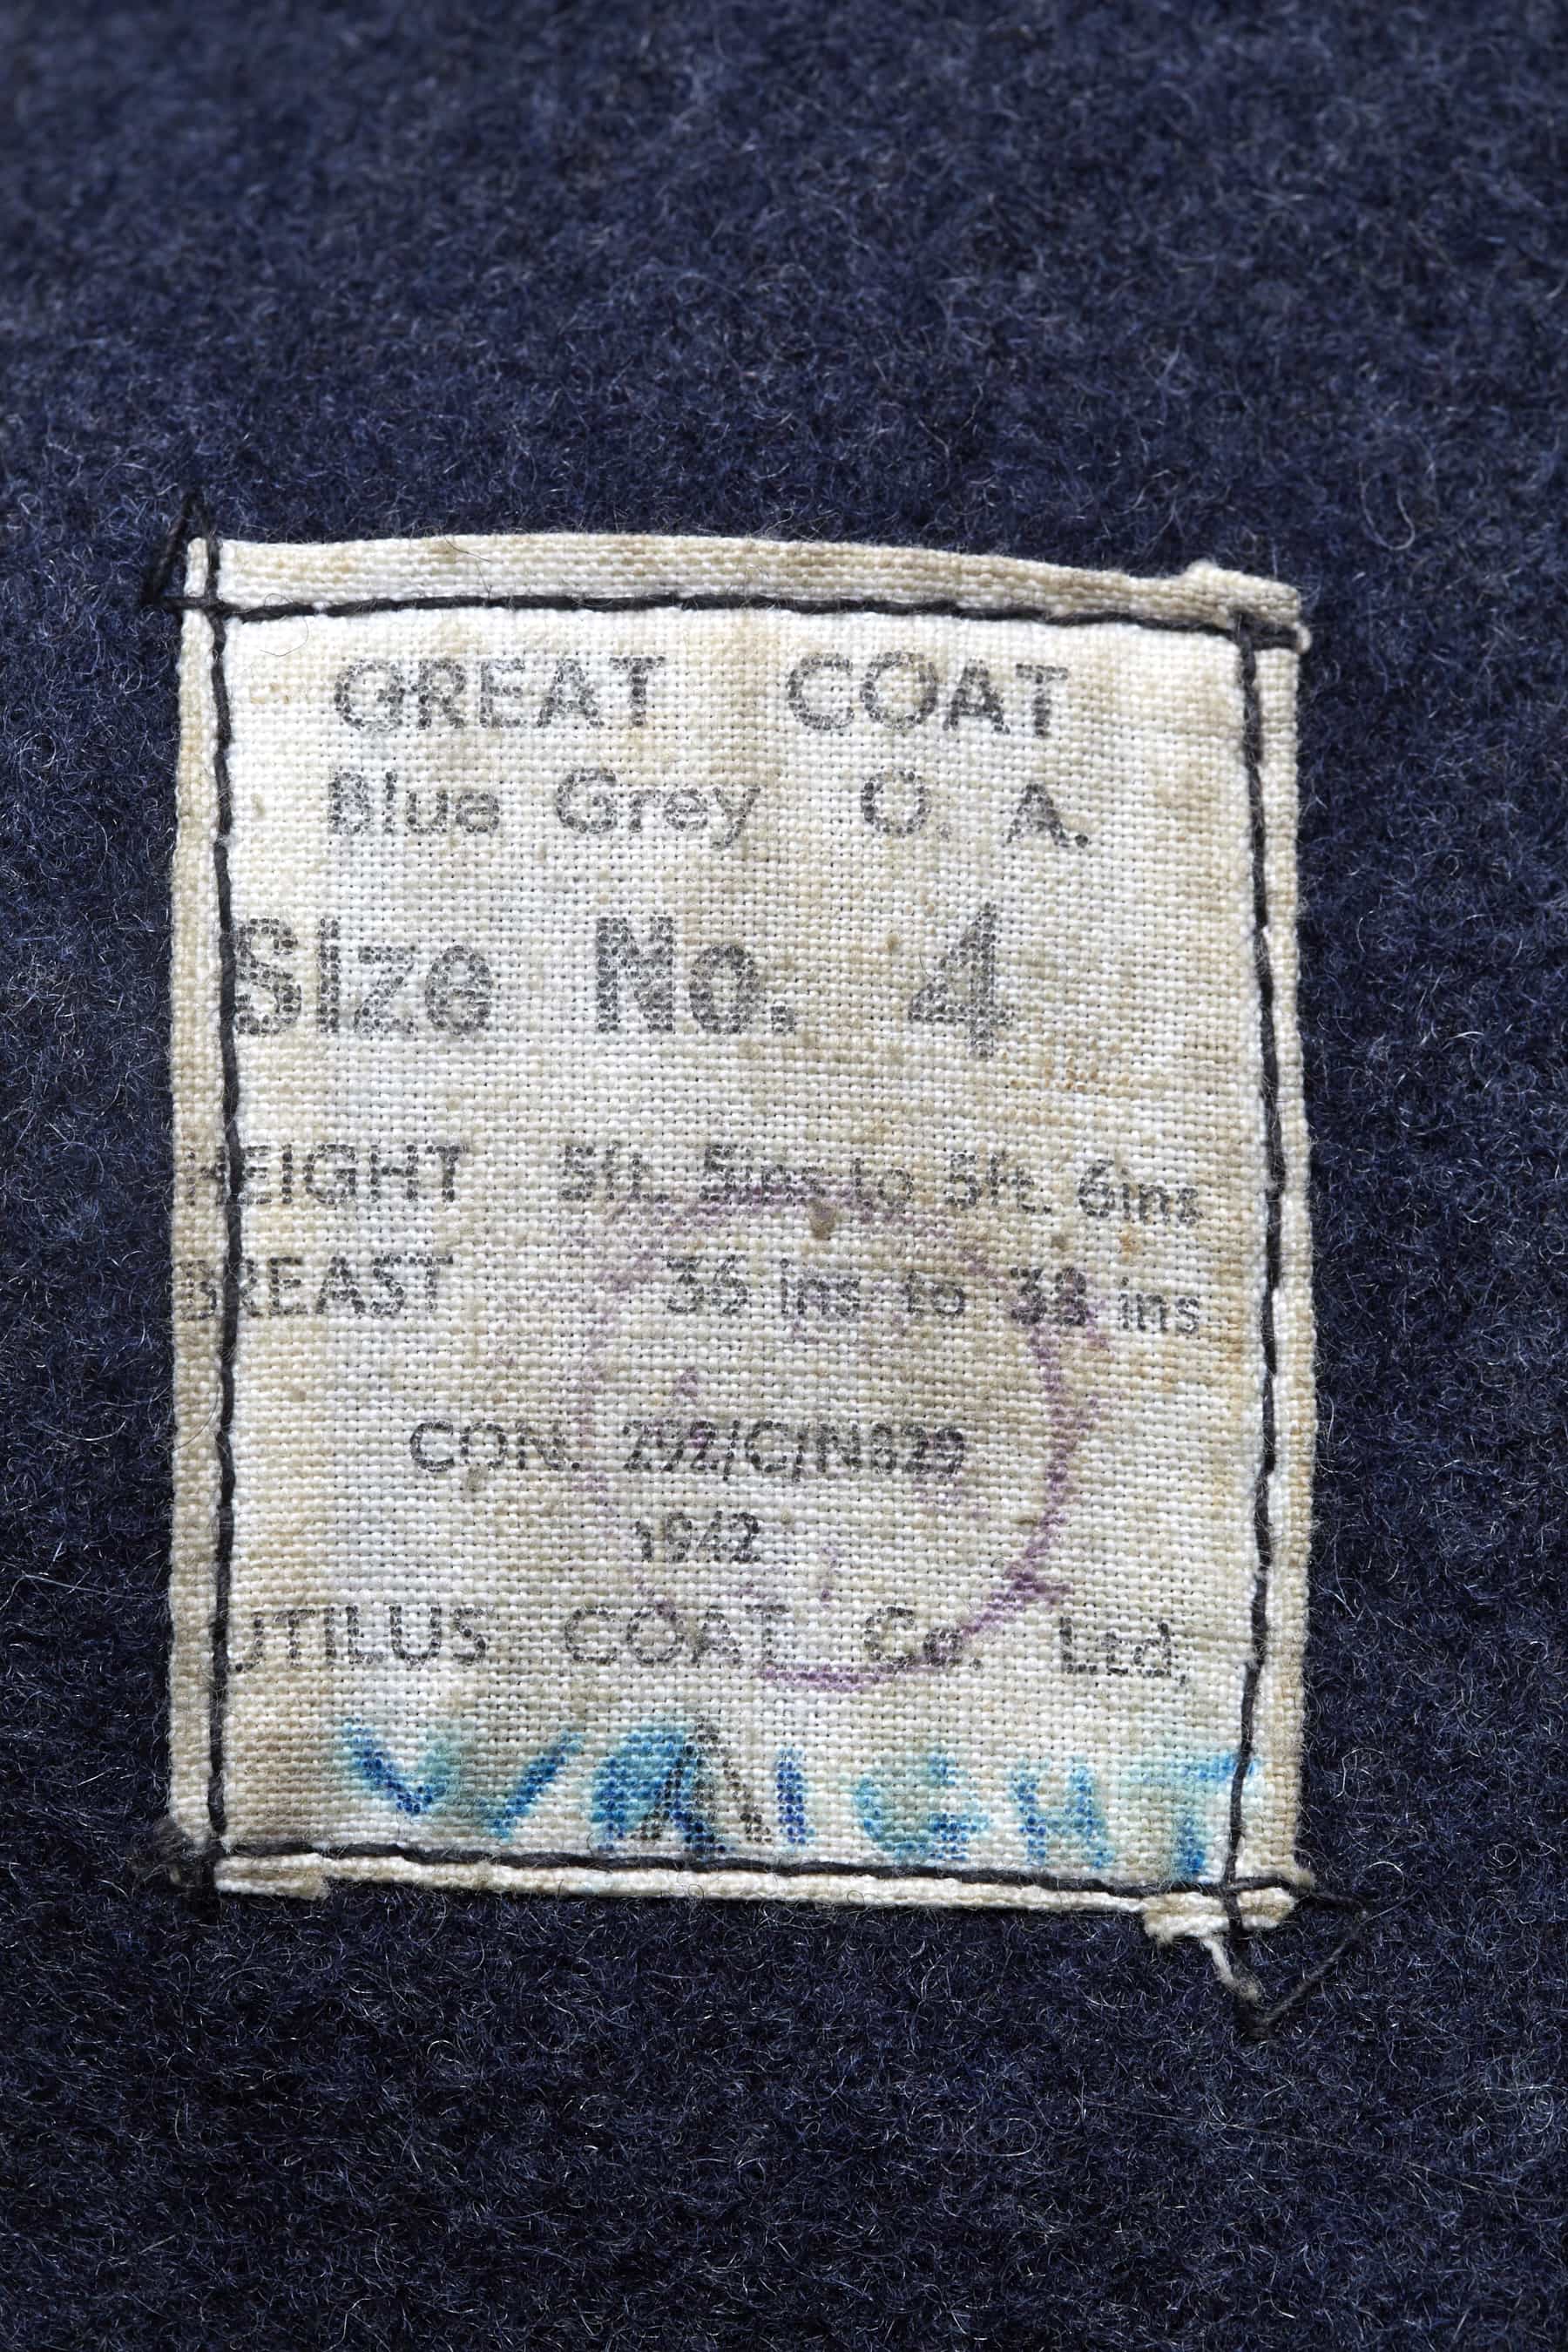 GREAT COAT
Blue Grey O. A.
Size No. 4
HEIGHT 5ft. 5ins to 5ft. 6ins
BREAST 36 ins to 38 ins
CON.
1942
UTILUS COAT Co. Ltd.
WRIGHT